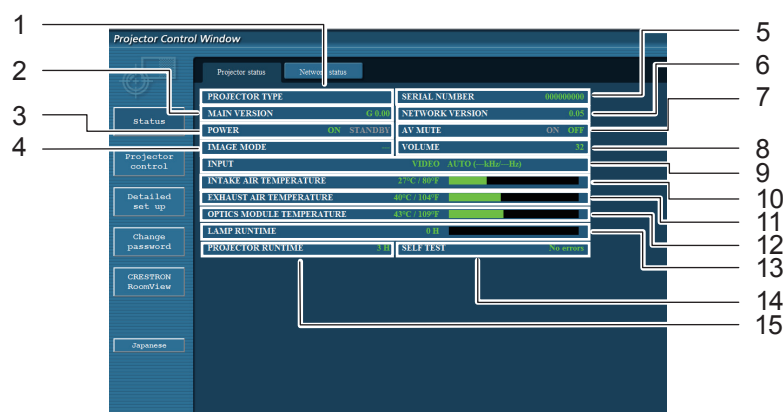 Projector Control Window
Projector status
Network status
Status
Projector control
Detailed set up
Change password
CRESTRON RoomView
Japanese
PROJECTOR TYPE
SERIAL NUMBER 000000000
MAIN VERSION G 0.00
NETWORK VERSION 0.05
POWER ON STANDBY
AV MUTE ON OFF
IMAGE MODE —
VOLUME 32
INPUT VIDEO AUTO (—kHz/—Hz)
INTAKE AIR TEMPERATURE 27°C / 80°F
EXHAUST AIR TEMPERATURE 40°C / 104°F
OPTICS MODULE TEMPERATURE 43°C / 109°F
LAMP RUNTIME 0 H
PROJECTOR RUNTIME 3 H
SELF TEST No errors
1
2
3
4
5
6
7
8
9
10
11
12
13
14
15